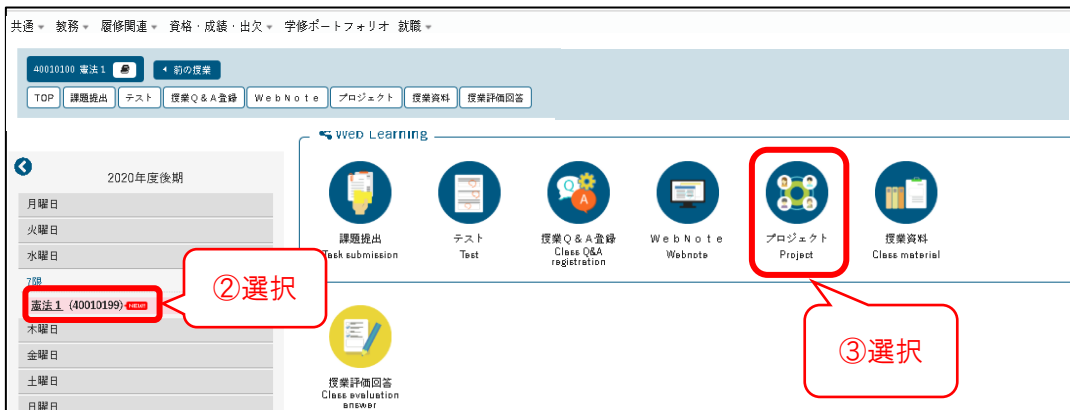 共通 教務 履修関連 資格・成績・出欠 学修ポートフォリオ 就職
40010100 憲法1 前の授業
TOP 課題提出 テスト 授業Q&A登録 WebNote プロジェクト 授業資料 授業評価回答
Web Learning
2020年度後期
月曜日
火曜日
水曜日
7限
憲法1 (40010199) NEW!
木曜日
金曜日
土曜日
日曜日
②選択
課題提出
Task submission
テスト
Test
授業Q&A登録
Class Q&A
registration
WebNote
Webnote
プロジェクト
Project
授業資料
Class material
③選択
授業評価回答
Class evaluation
answer